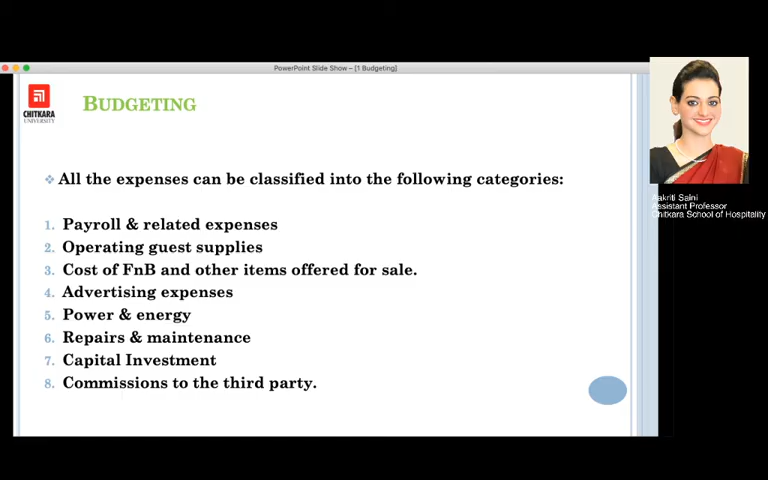 PowerPoint Slide Show – [1 Budgeting]
CHITKARA
UNIVERSITY
BUDGETING
All the expenses can be classified into the following categories:
1. Payroll & related expenses
2. Operating guest supplies
3. Cost of FnB and other items offered for sale.
4. Advertising expenses
5. Power & energy
6. Repairs & maintenance
7. Capital Investment
8. Commissions to the third party.
Aakriti Saini
Assistant Professor
Chitkara School of Hospitality